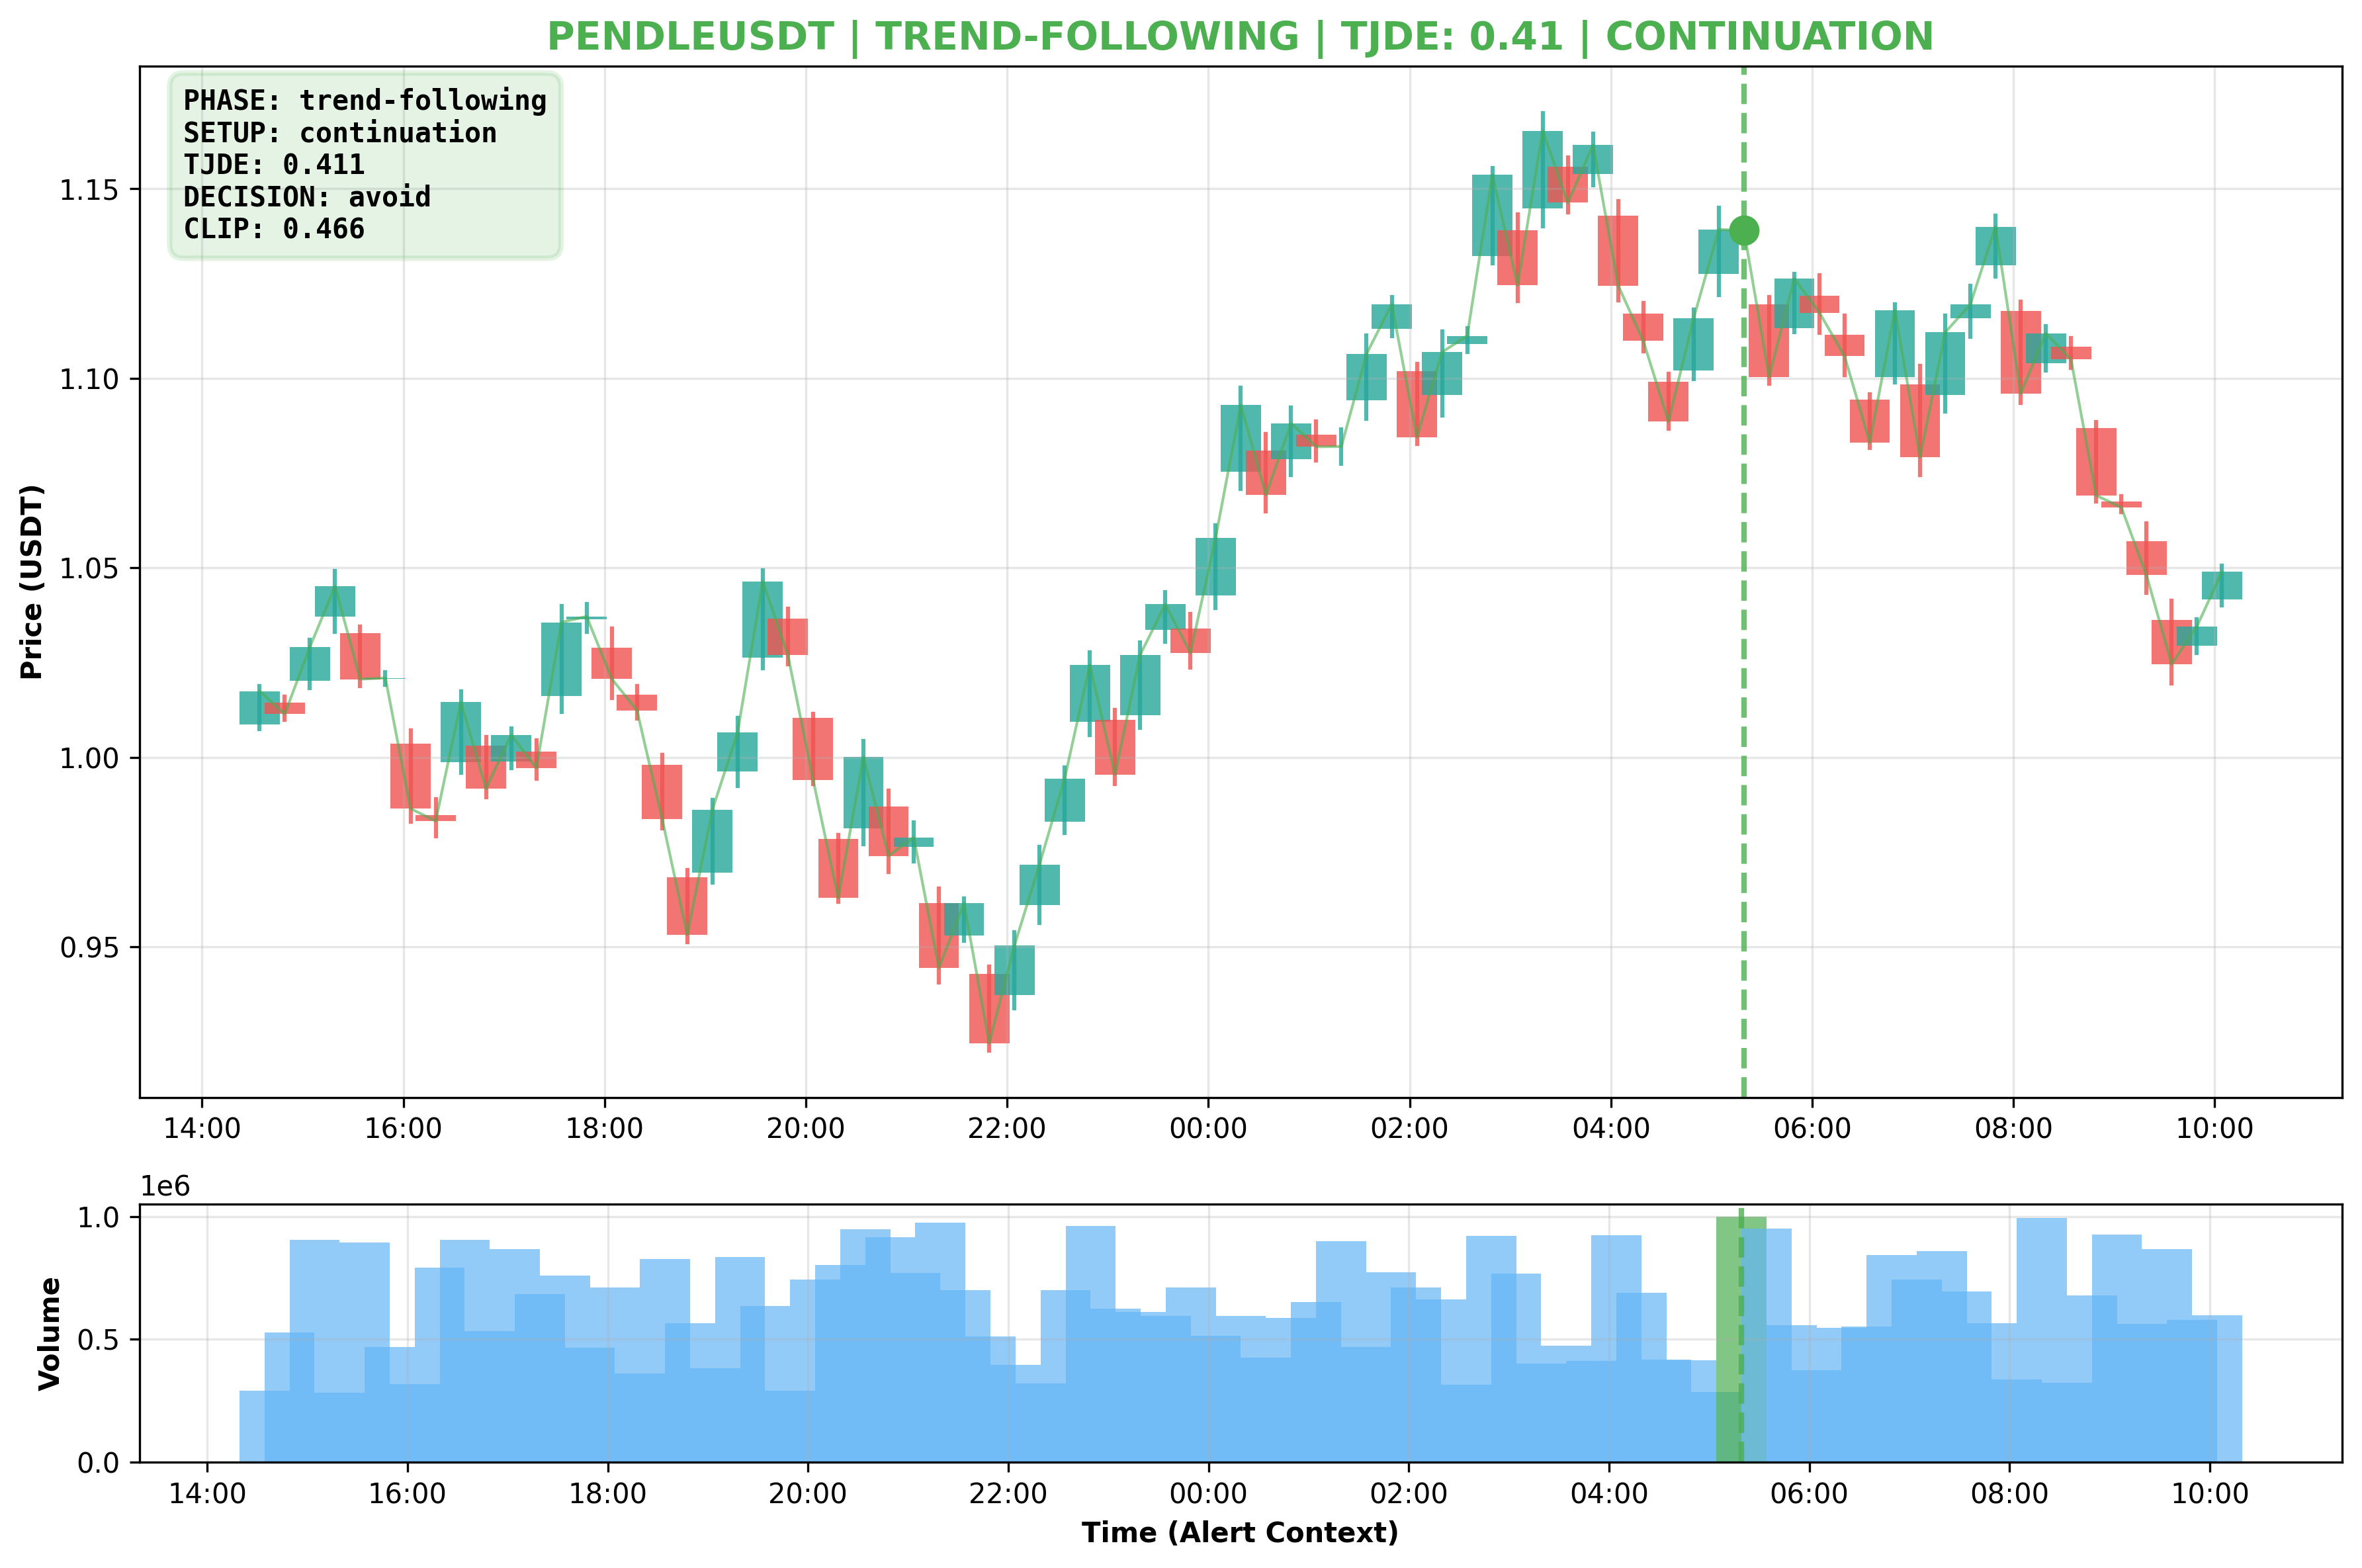 PENDLEUSDT | TREND-FOLLOWING | TJDE: 0.41 | CONTINUATION
PHASE: trend-following
SETUP: continuation
TJDE: 0.411
DECISION: avoid
CLIP: 0.466
Price (USDT)
1.15
1.10
1.05
1.00
0.95
14:00 16:00 18:00 20:00 22:00 00:00 02:00 04:00 06:00 08:00 10:00
1e6
Volume
1.0
0.5
0.0
14:00 16:00 18:00 20:00 22:00 00:00 02:00 04:00 06:00 08:00 10:00
Time (Alert Context)